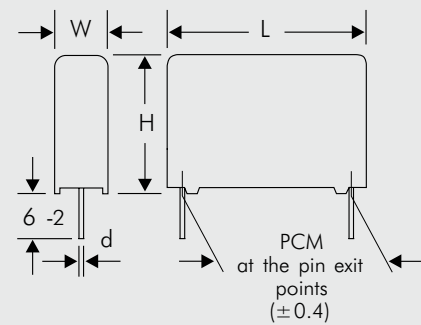 W
L
H
6 -2
d
PCM
at the pin exit
points
(±0.4)